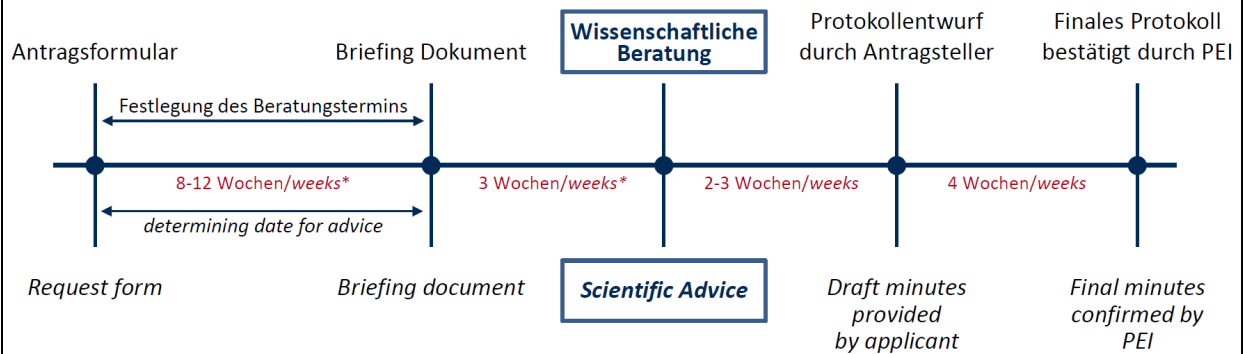 Antragsformular
Briefing Dokument
Wissenschaftliche
Beratung
Protokollentwurf
durch Antragsteller
Finales Protokoll
bestätigt durch PEI
Festlegung des Beratungstermins
8-12 Wochen/weeks*
3 Wochen/weeks*
2-3 Wochen/weeks
4 Wochen/weeks
determining date for advice
Request form
Briefing document
Scientific Advice
Draft minutes
provided
by applicant
Final minutes
confirmed by
PEI